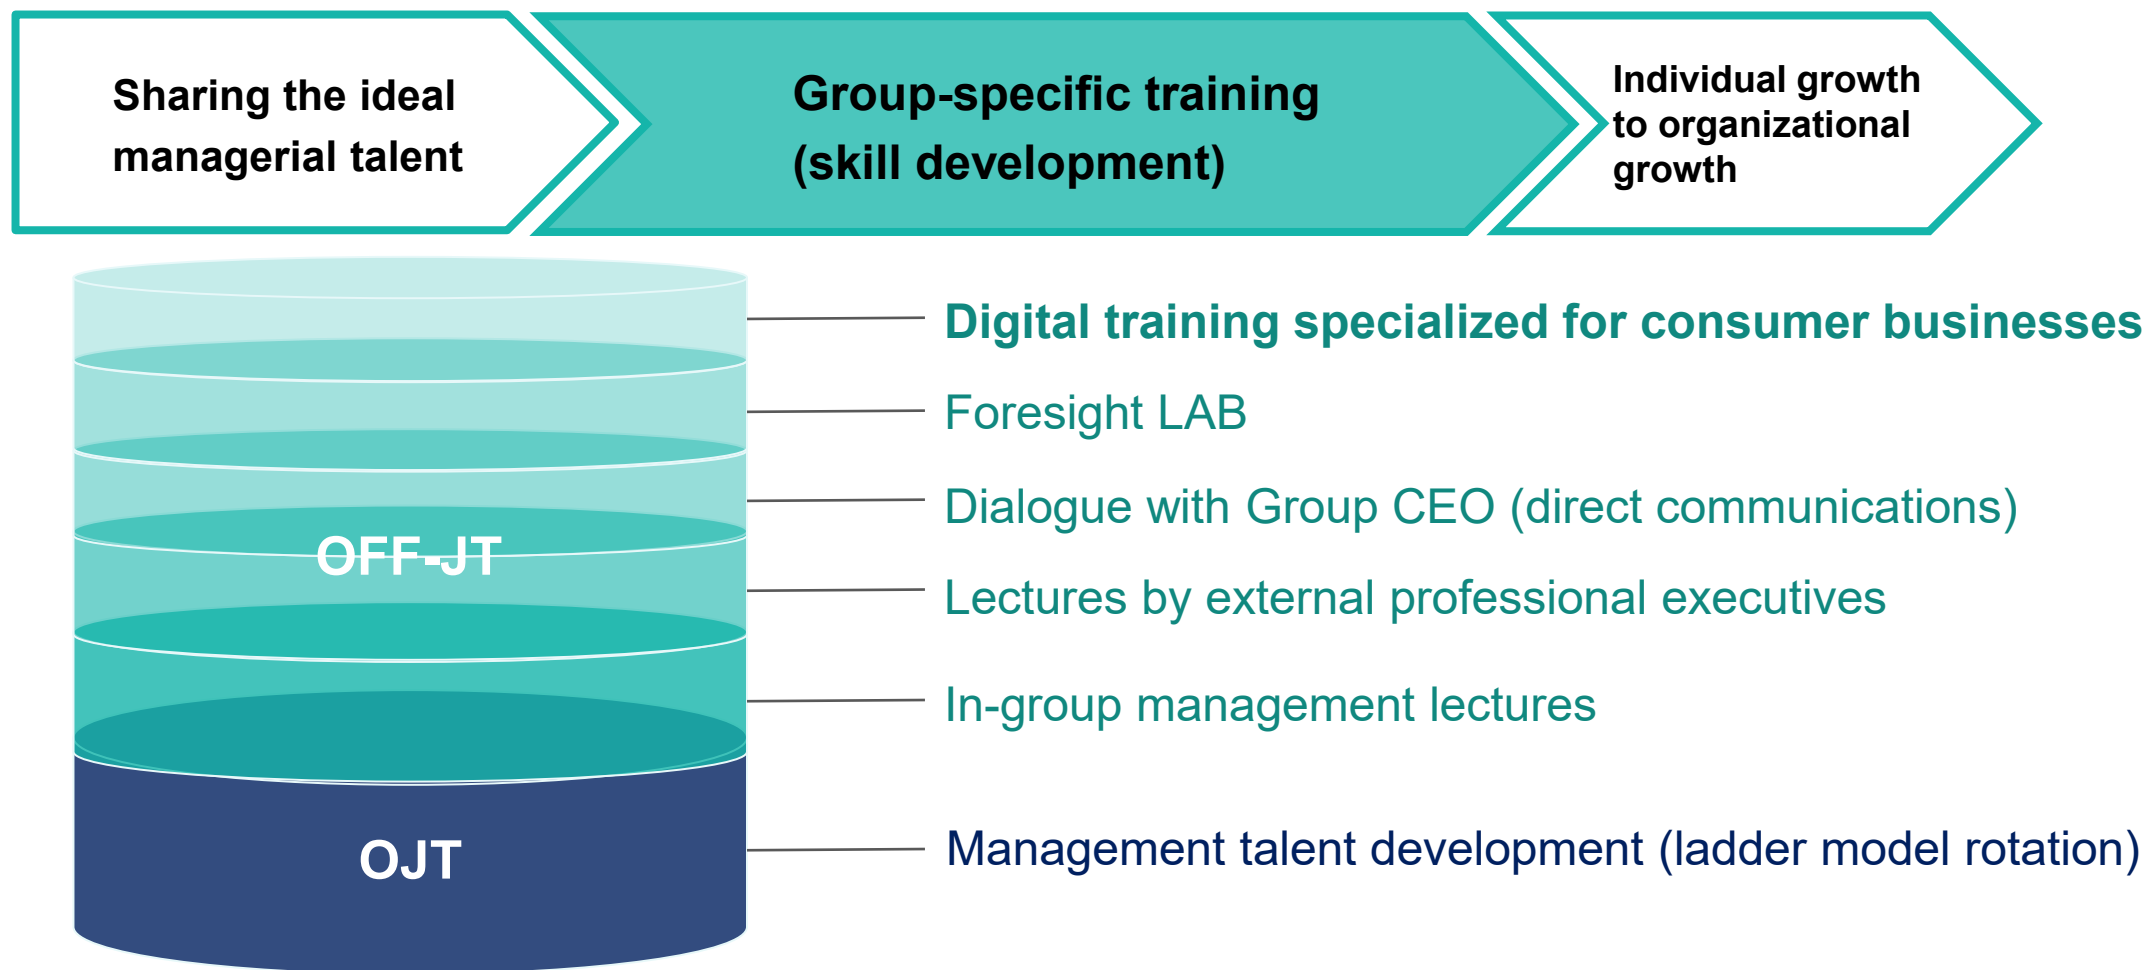 Sharing the ideal
managerial talent
Group-specific training
(skill development)
Individual growth
to organizational
growth
Digital training specialized for consumer businesses
Foresight LAB
Dialogue with Group CEO (direct communications)
OFF-JT
Lectures by external professional executives
In-group management lectures
OJT
Management talent development (ladder model rotation)